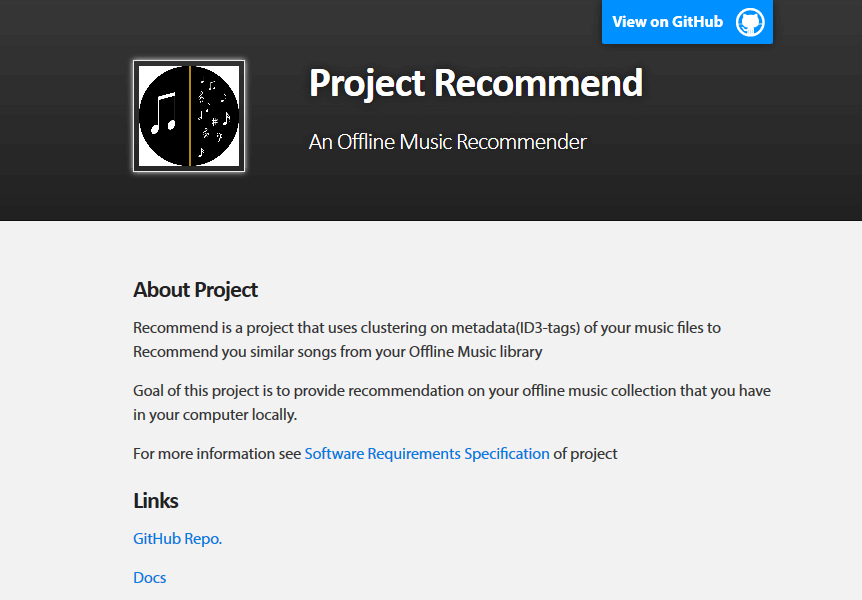 View on GitHub
Project Recommend
An Offline Music Recommender
About Project
Recommend is a project that uses clustering on metadata(ID3-tags) of your music files to
Recommend you similar songs from your Offline Music library
Goal of this project is to provide recommendation on your offline music collection that you have
in your computer locally.
For more information see Software Requirements Specification of project
Links
GitHub Repo.
Docs